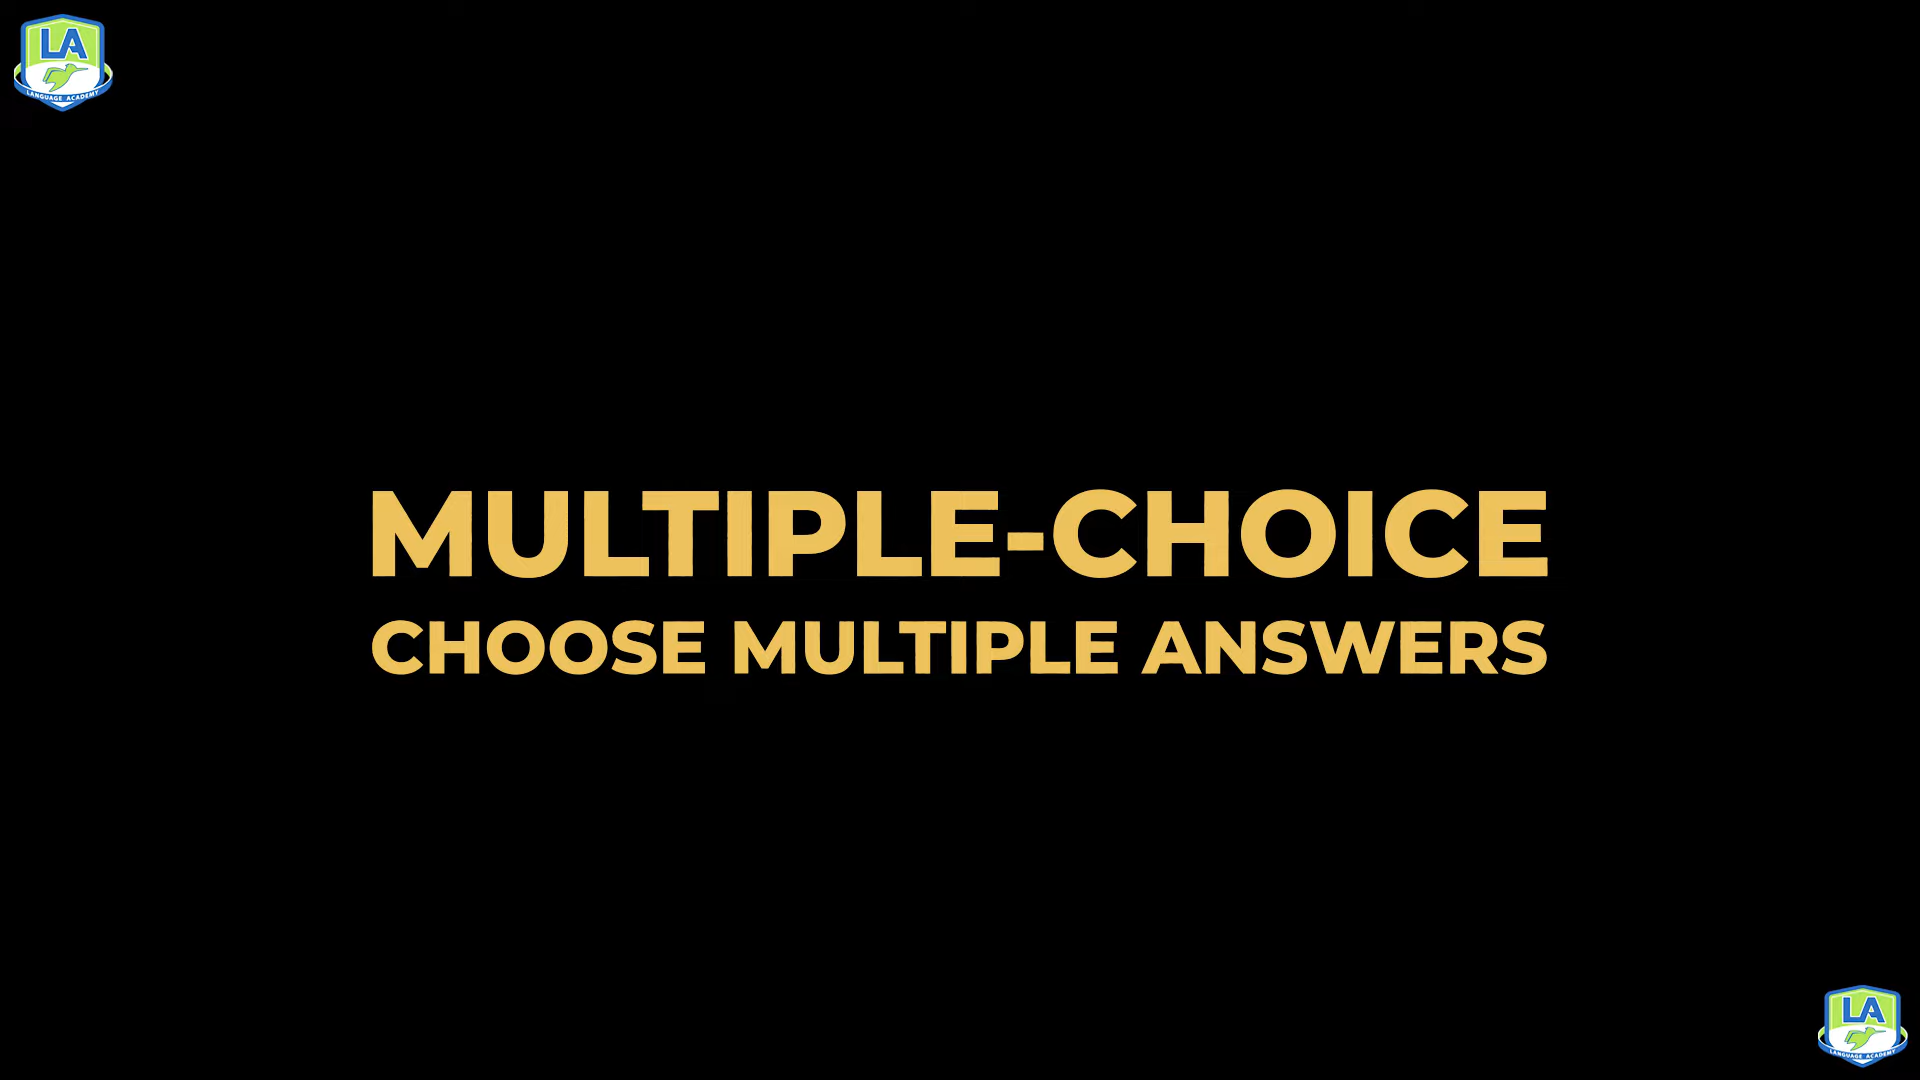 LA
LANGUAGE ACADEMY
MULTIPLE-CHOICE
CHOOSE MULTIPLE ANSWERS
LA
LANGUAGE ACADEMY